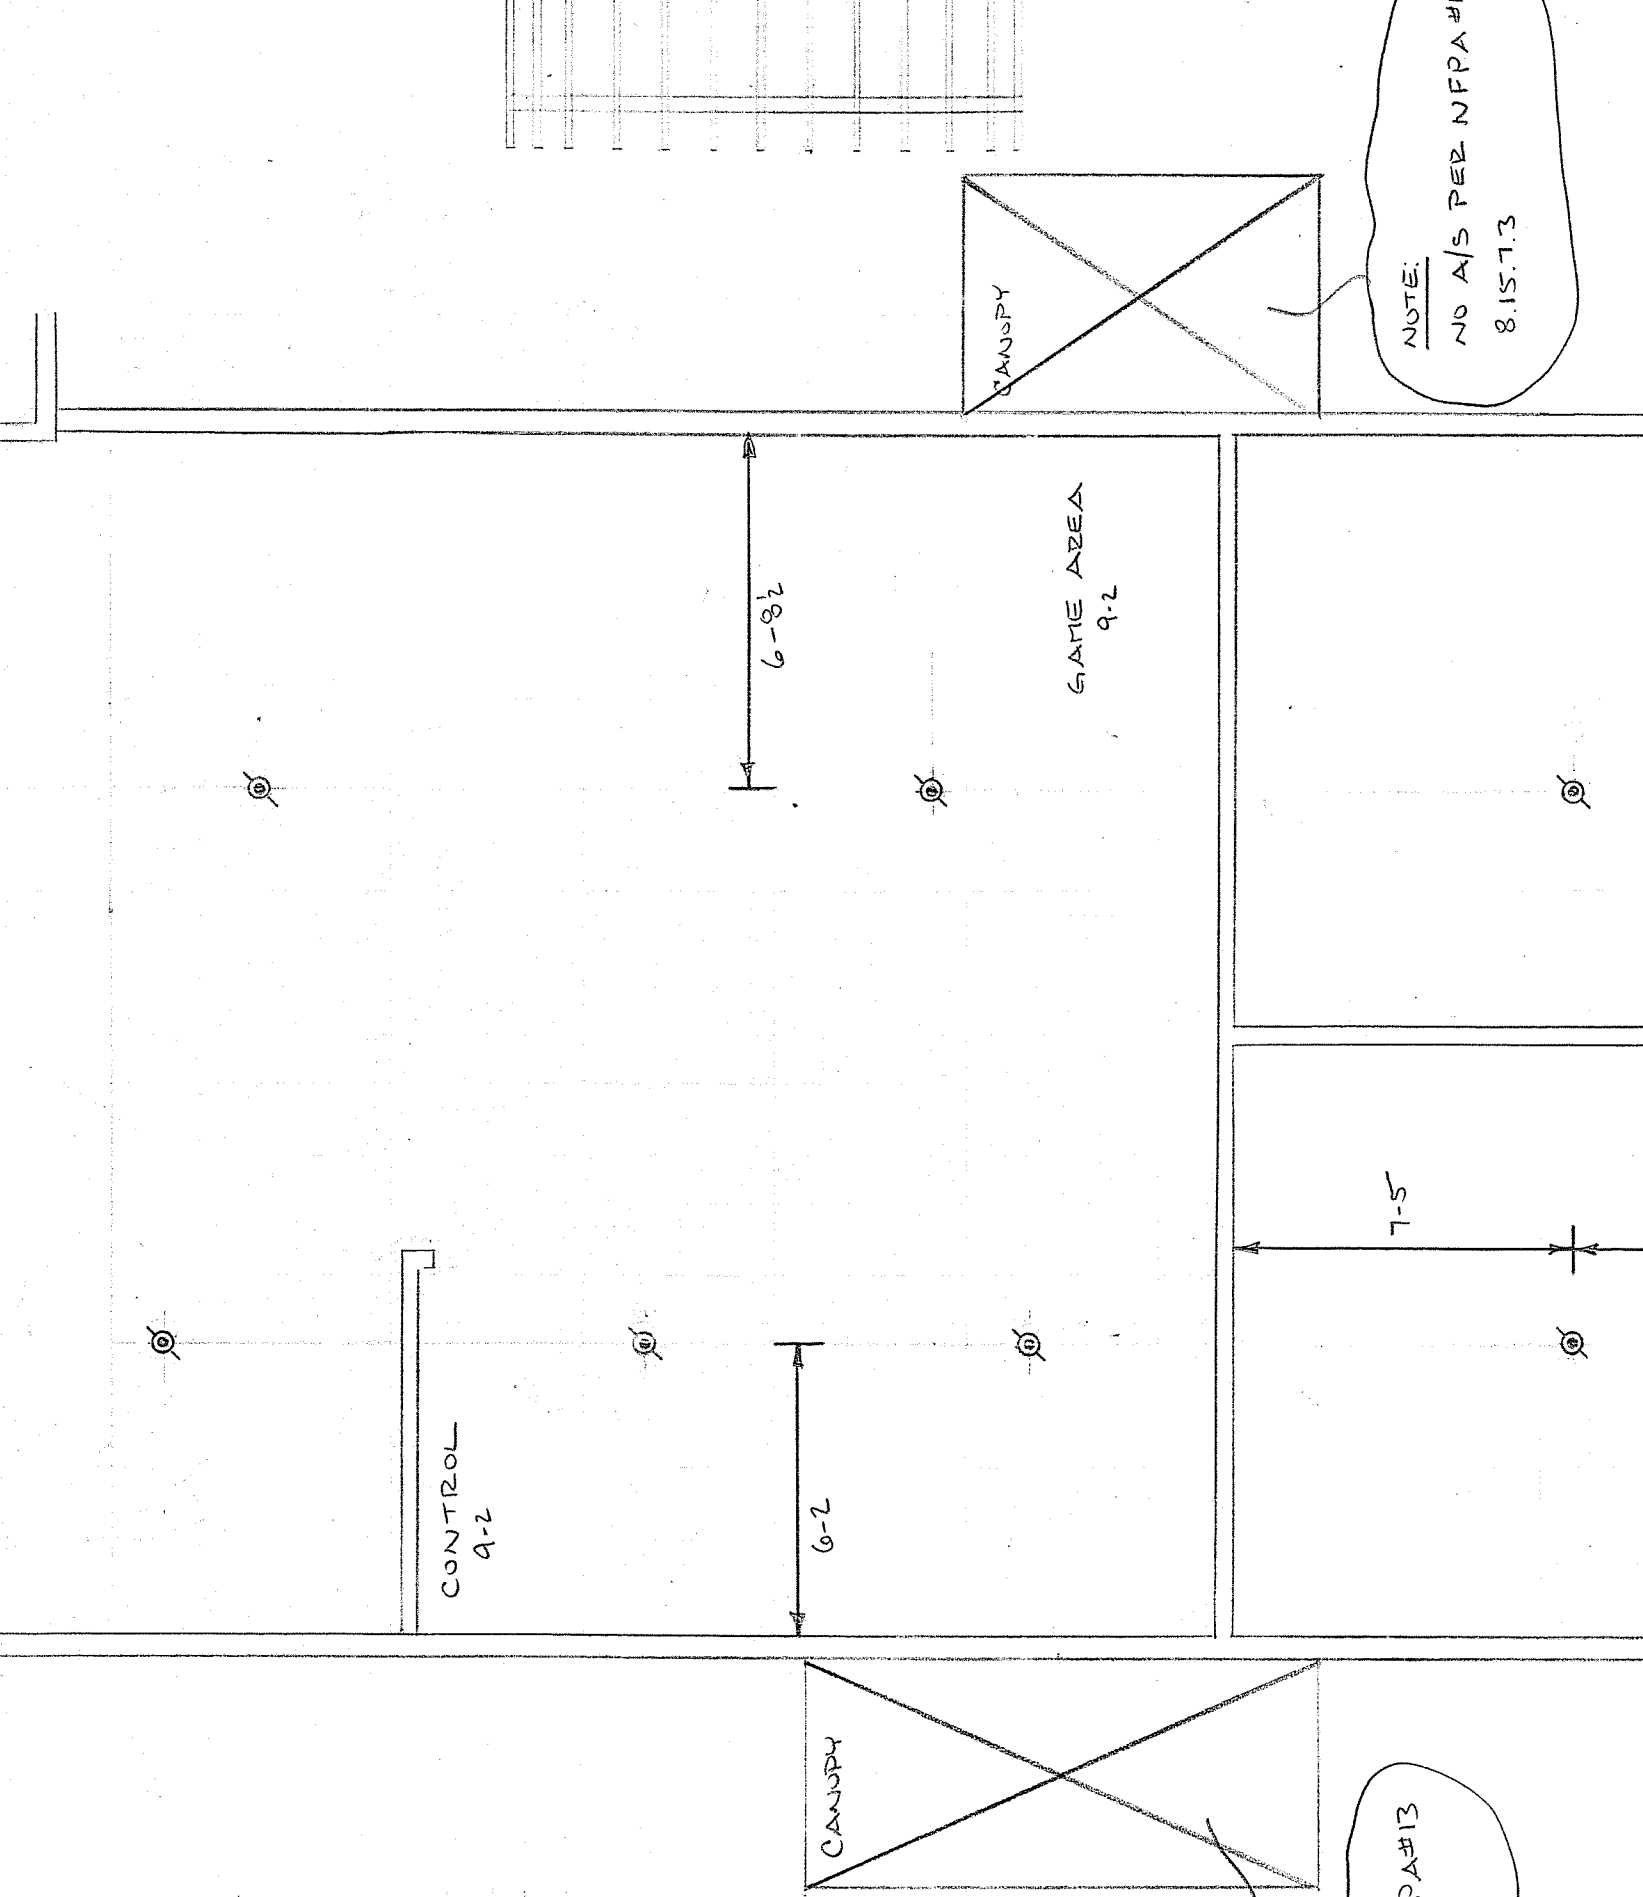 NOTE:
NO A/S PER NFPA#
8.15.7.3
CANOPY
GAME AREA
9-2
6-8½
7-5
CONTROL
9-2
6-2
CANOPY
PA#13